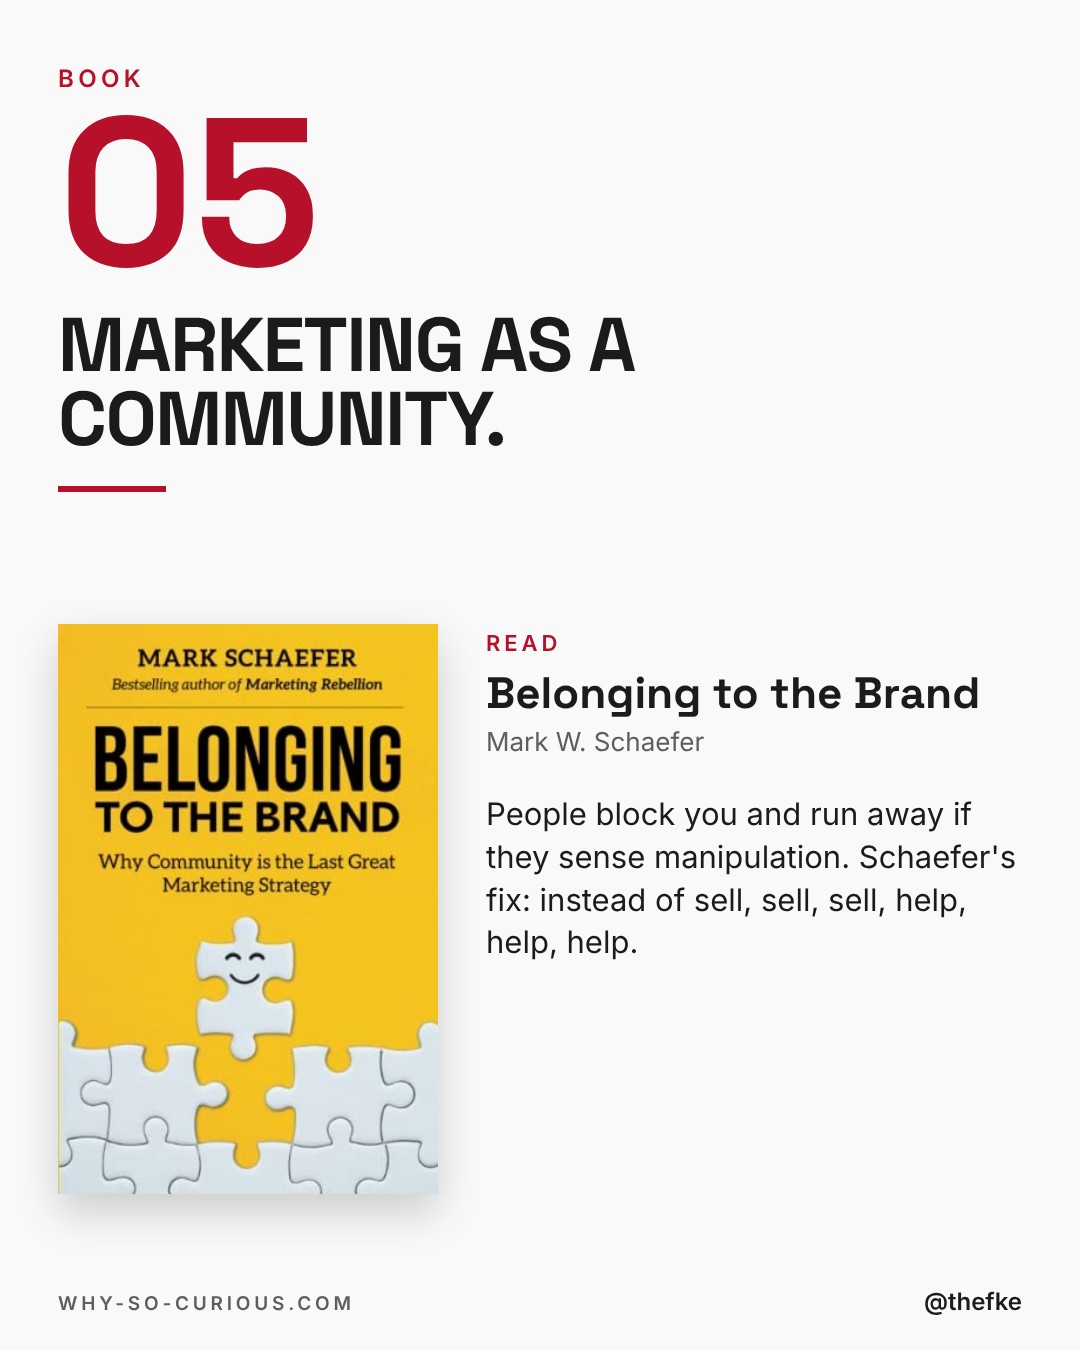 BOOK
05
MARKETING AS A
COMMUNITY.
MARK SCHAEFER
Bestselling author of Marketing Rebellion
BELONGING
TO THE BRAND
Why Community is the Last Great
Marketing Strategy
READ
Belonging to the Brand
Mark W. Schaefer
People block you and run away if
they sense manipulation. Schaefer's
fix: instead of sell, sell, sell, help,
help, help.
WHY-SO-CURIOUS.COM
@thefke